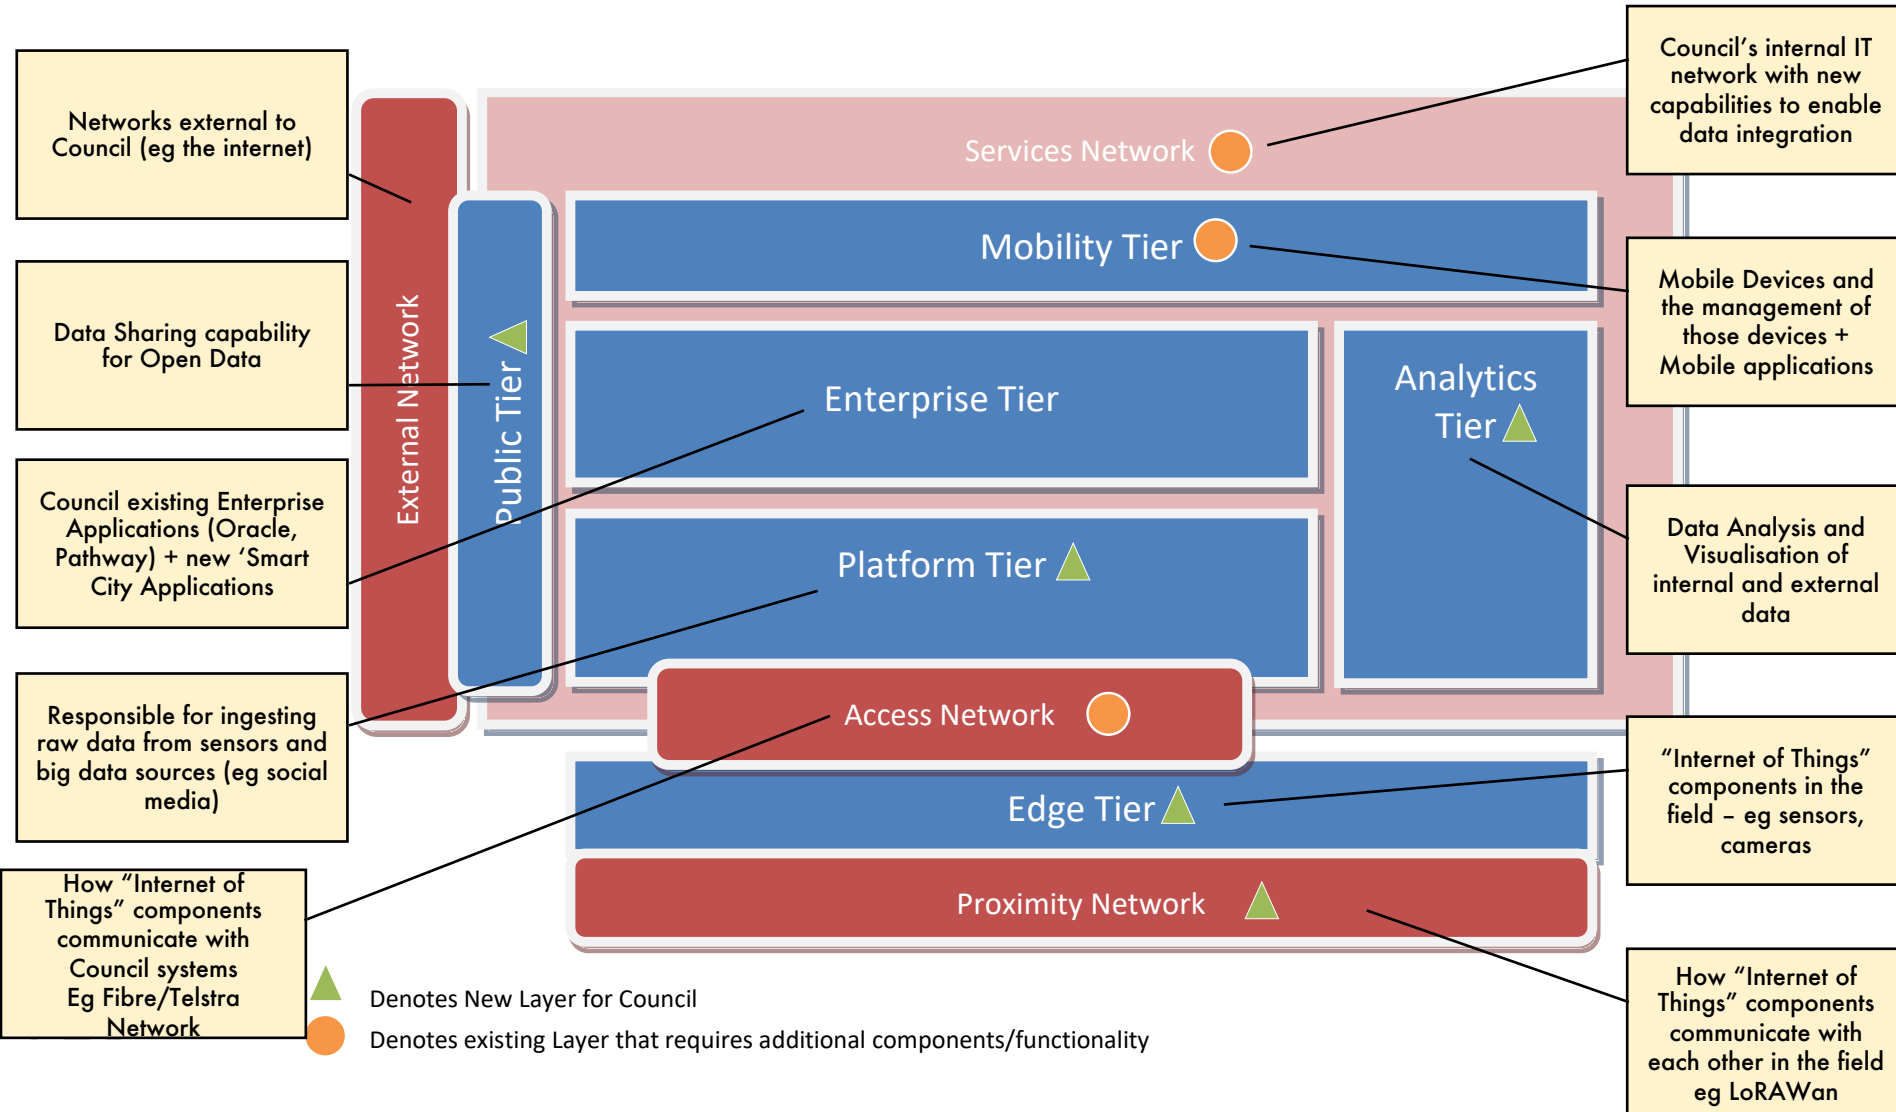 Networks external to
Council (eg the internet)
Data Sharing capability
for Open Data
Council existing Enterprise
Applications (Oracle,
Pathway) + new ‘Smart
City Applications
Responsible for ingesting
raw data from sensors and
big data sources (eg social
media)
How “Internet of
Things” components
communicate with
Council systems
Eg Fibre/Telstra
Network
External Network
Public Tier
Services Network
Mobility Tier
Enterprise Tier
Analytics
Tier
Platform Tier
Access Network
Edge Tier
Proximity Network
Council’s internal IT
network with new
capabilities to enable
data integration
Mobile Devices and
the management of
those devices +
Mobile applications
Data Analysis and
Visualisation of
internal and external
data
“Internet of Things”
components in the
field – eg sensors,
cameras
How “Internet of
Things” components
communicate with
each other in the field
eg LoRAWan
Denotes New Layer for Council
Denotes existing Layer that requires additional components/functionality